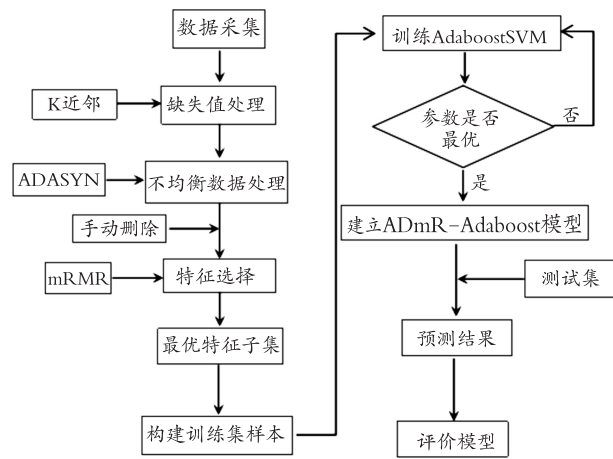 数据采集
K近邻
缺失值处理
ADASYN
不均衡数据处理
手动删除
mRMR
特征选择
最优特征子集
构建训练集样本
训练AdaboostSVM
参数是否
最优
否
是
建立ADmR-Adaboost模型
测试集
预测结果
评价模型